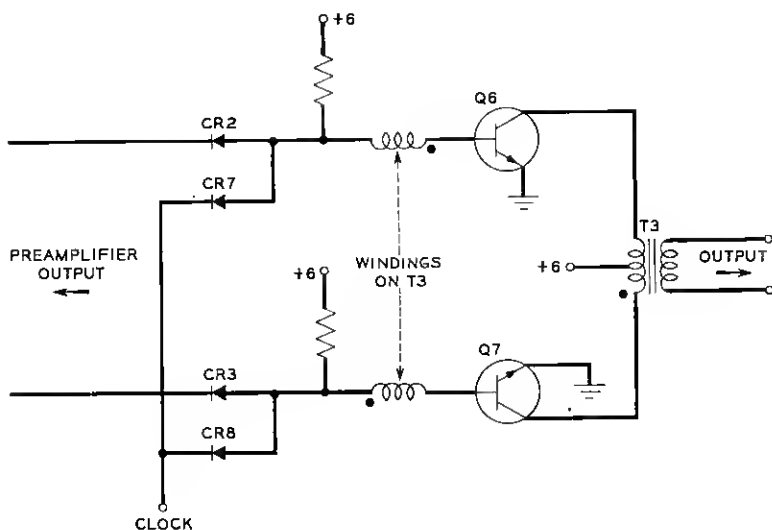 +6
Q6
CR2
CR7
T3
PREAMPLIFIER
OUTPUT
+6
WINDINGS
ON T3
+6
OUTPUT
Q7
CR3
CR8
CLOCK